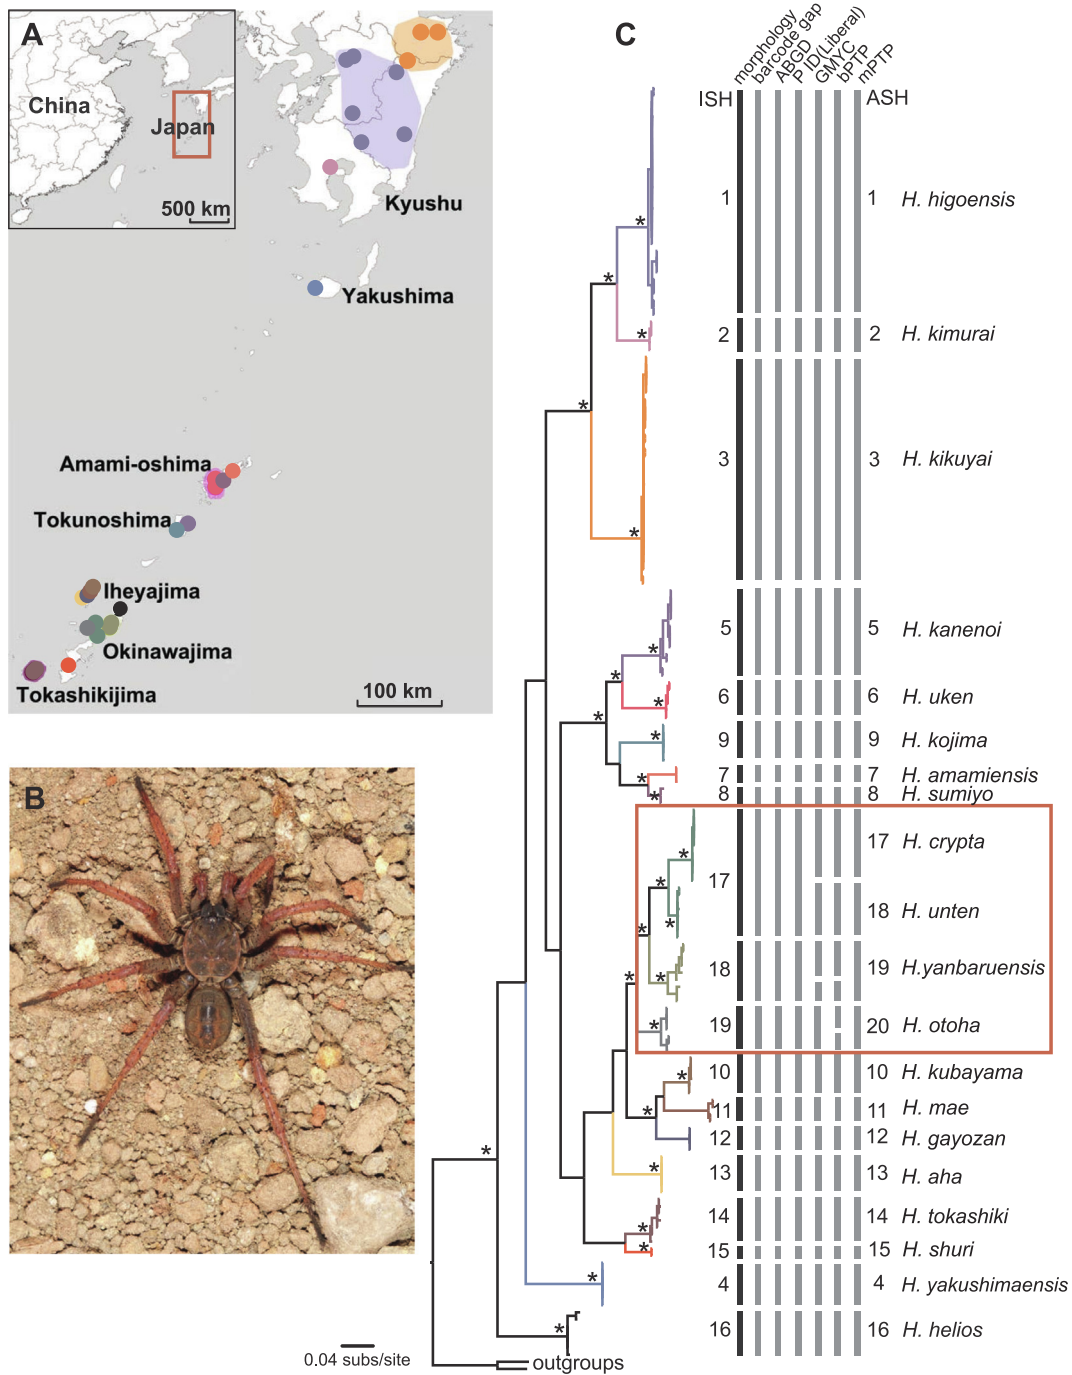 A
China
Japan
500 km
Kyushu
Yakushima
Amami-oshima
Tokunoshima
Iheyajima
Okinawajima
Tokashikijima
100 km
B
C
morphology
barcode gap
ABGD
P ID(Liberal)
GMYC
bPTP
mPTP
ISH
ASH
1 1 H. higoensis
2 2 H. kimurai
3 3 H. kikuyai
5 5 H. kanenoi
6 6 H. uken
9 9 H. kojima
7 7 H. amamiensis
8 8 H. sumiyo
17 17 H. crypta
18 H. unten
18 19 H.yanbaruensis
19 20 H. otoha
10 10 H. kubayama
11 11 H. mae
12 12 H. gayozan
13 13 H. aha
14 14 H. tokashiki
15 15 H. shuri
4 4 H. yakushimaensis
16 16 H. helios
outgroups
0.04 subs/site
* * * * * * * * * * * * * * * * * * * * * * * * * * *